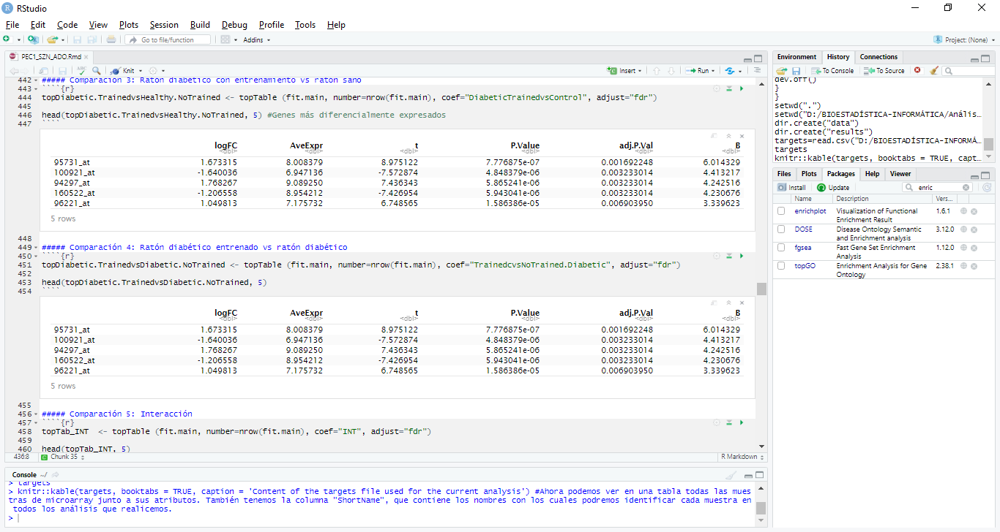 RStudio
File Edit Code View Plots Session Build Debug Profile Tools Help
Go to file/function Addins Project: (None)
PEC1_SZN_ADO.Rmd
ABC Knit Insert Run
442 ##### Comparación 3: Ratón diabético con entrenamiento vs ratón sano
443 ````{r}
444 topDiabetic.TrainedvsHealthy.NoTrained <- topTable (fit.main, number=nrow(fit.main), coef="DiabeticTrainedvsControl", adjust="fdr")
445
446 head(topDiabetic.TrainedvsHealthy.NoTrained, 5) #Genes más diferencialmente expresados
447 ````
logFC AveExpr t P.Value adj.P.Val B
<dbl> <dbl> <dbl> <dbl> <dbl> <dbl>
95731_at 1.673315 8.008379 8.975122 7.776875e-07 0.001692248 6.014329
100921_at -1.640036 6.947136 -7.572874 4.848379e-06 0.003233014 4.413217
94297_at 1.768267 9.089250 7.436343 5.865241e-06 0.003233014 4.242516
160522_at -1.206558 8.954212 -7.426954 5.943041e-06 0.003233014 4.230676
96221_at 1.049813 7.175732 6.748565 1.586386e-05 0.006903950 3.339623
5 rows
448
449 ##### Comparación 4: Ratón diabético entrenado vs ratón diabético
450 ````{r}
451 topDiabetic.TrainedvsDiabetic.NoTrained <- topTable (fit.main, number=nrow(fit.main), coef="TrainedcvsNoTrained.Diabetic", adjust="fdr")
452
453 head(topDiabetic.TrainedvsDiabetic.NoTrained, 5)
454 ````
logFC AveExpr t P.Value adj.P.Val B
<dbl> <dbl> <dbl> <dbl> <dbl> <dbl>
95731_at 1.673315 8.008379 8.975122 7.776875e-07 0.001692248 6.014329
100921_at -1.640036 6.947136 -7.572874 4.848379e-06 0.003233014 4.413217
94297_at 1.768267 9.089250 7.436343 5.865241e-06 0.003233014 4.242516
160522_at -1.206558 8.954212 -7.426954 5.943041e-06 0.003233014 4.230676
96221_at 1.049813 7.175732 6.748565 1.586386e-05 0.006903950 3.339623
5 rows
455
456 ##### Comparación 5: Interacción
457 ````{r}
458 topTab_INT <- topTable (fit.main, number=nrow(fit.main), coef="INT", adjust="fdr")
459
460 head(topTab_INT, 5)
436:8 Chunk 35 R Markdown
Console ~/
> targets
> knitr::kable(targets, booktabs = TRUE, caption = 'Content of the targets file used for the current analysis') #Ahora podemos ver en una tabla todas las mues
tras de microarray junto a sus atributos. También tenemos la columna "ShortName", que contiene los nombres con los cuales podremos identificar cada muestra en
todos los análisis que realicemos.
>
Environment History Connections
To Console To Source
dev.off()
}
}
setwd(".")
setwd("D:/BIOESTADÍSTICA-INFORMÁTICA/Anális...
dir.create("data")
dir.create("results")
targets=read.csv("D:/BIOESTADÍSTICA-INFORMÁ...
targets
knitr::kable(targets, booktabs = TRUE, capt...
Files Plots Packages Help Viewer
Install Update enric
Name Description Vers...
enrichplot Visualization of Functional Enrichment Result 1.6.1
DOSE Disease Ontology Semantic and Enrichment analysis 3.12.0
fgsea Fast Gene Set Enrichment Analysis 1.12.0
topGO Enrichment Analysis for Gene Ontology 2.38.1